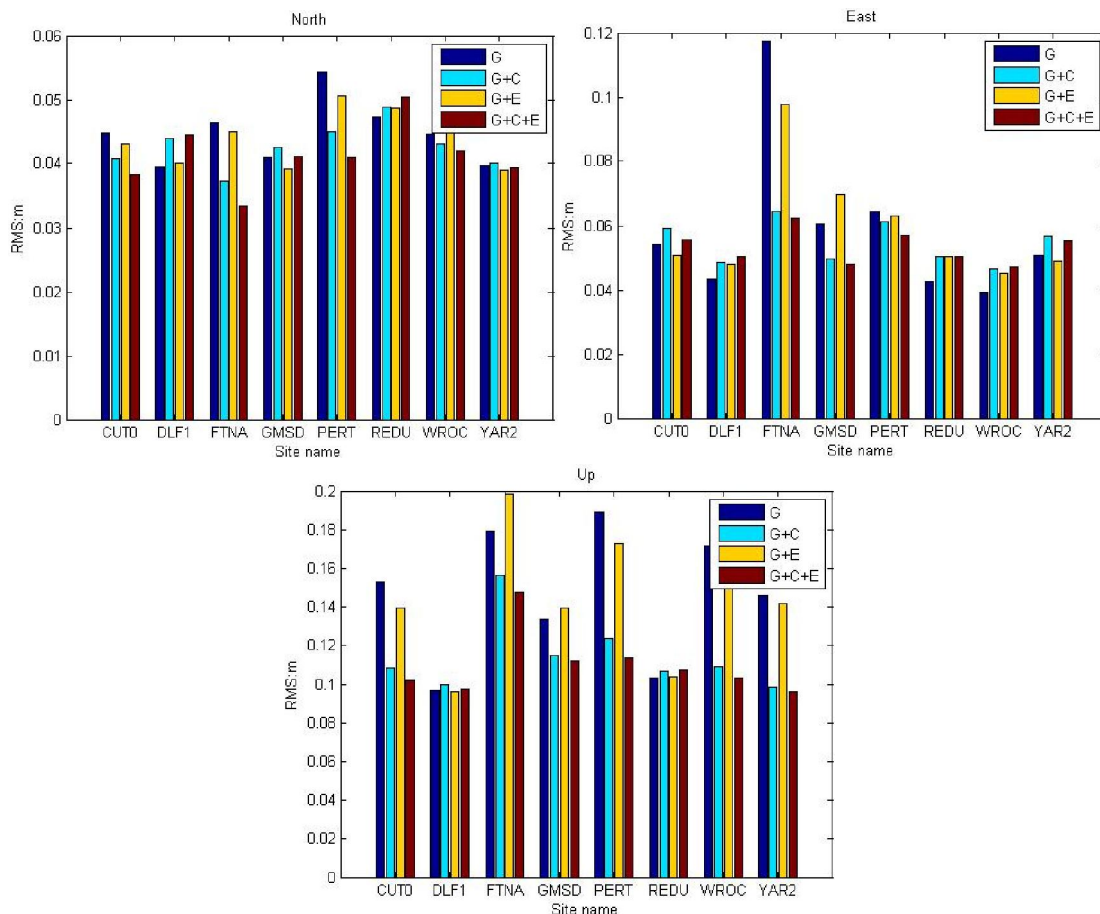 North
0.06
0.05
0.04
0.03
0.02
0.01
0
RMS:m
G
G+C
G+E
G+C+E
CUT0 DLF1 FTNA GMSD PERT REDU WROC YAR2
Site name
East
0.12
0.1
0.08
0.06
0.04
0.02
0
RMS:m
G
G+C
G+E
G+C+E
CUT0 DLF1 FTNA GMSD PERT REDU WROC YAR2
Site name
Up
0.2
0.18
0.16
0.14
0.12
0.1
0.08
0.06
0.04
0.02
0
RMS:m
G
G+C
G+E
G+C+E
CUT0 DLF1 FTNA GMSD PERT REDU WROC YAR2
Site name